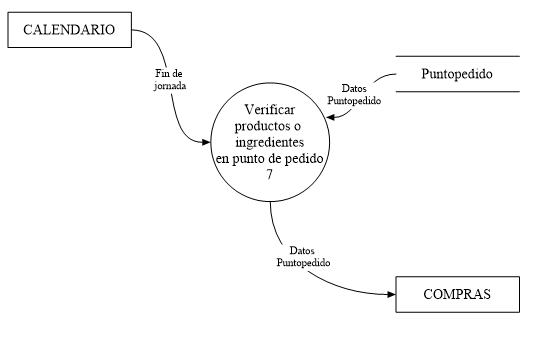 CALENDARIO
Fin de
jornada
Puntopedido
Datos
Puntopedido
Verificar
productos o
ingredientes
en punto de pedido
7
Datos
Puntopedido
COMPRAS